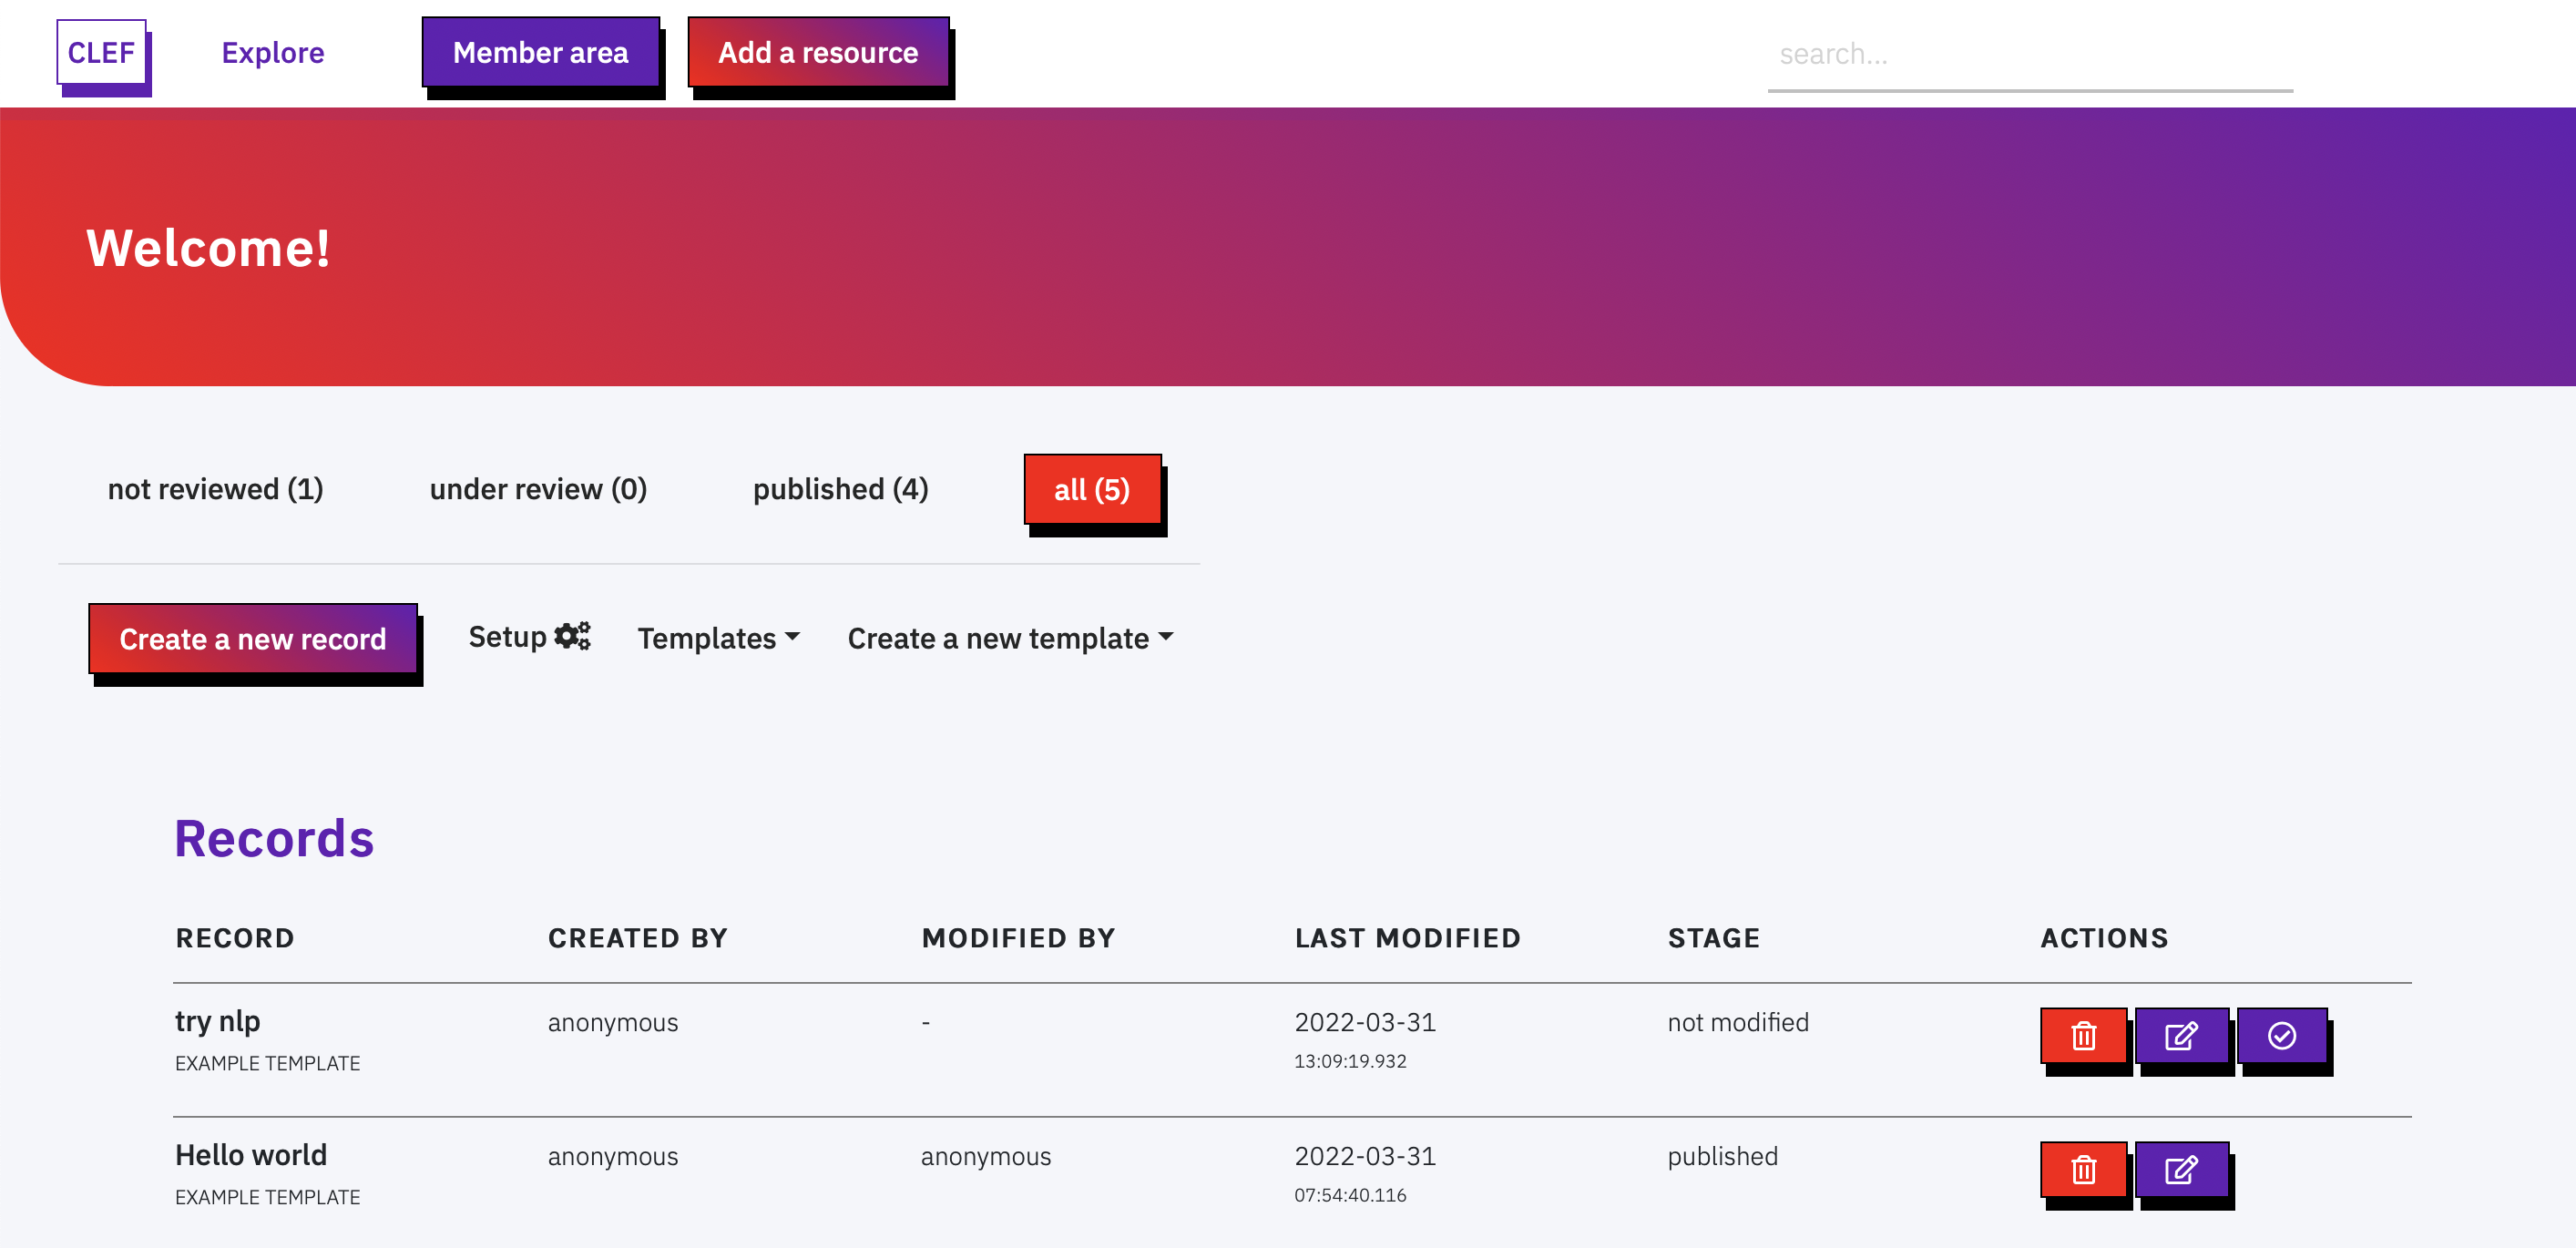 CLEF Explore Member area Add a resource search...
Welcome!
not reviewed (1) under review (0) published (4) all (5)
Create a new record Setup Templates Create a new template
Records
RECORD CREATED BY MODIFIED BY LAST MODIFIED STAGE ACTIONS
try nlp anonymous - 2022-03-31 not modified
EXAMPLE TEMPLATE 13:09:19.932
Hello world anonymous anonymous 2022-03-31 published
EXAMPLE TEMPLATE 07:54:40.116